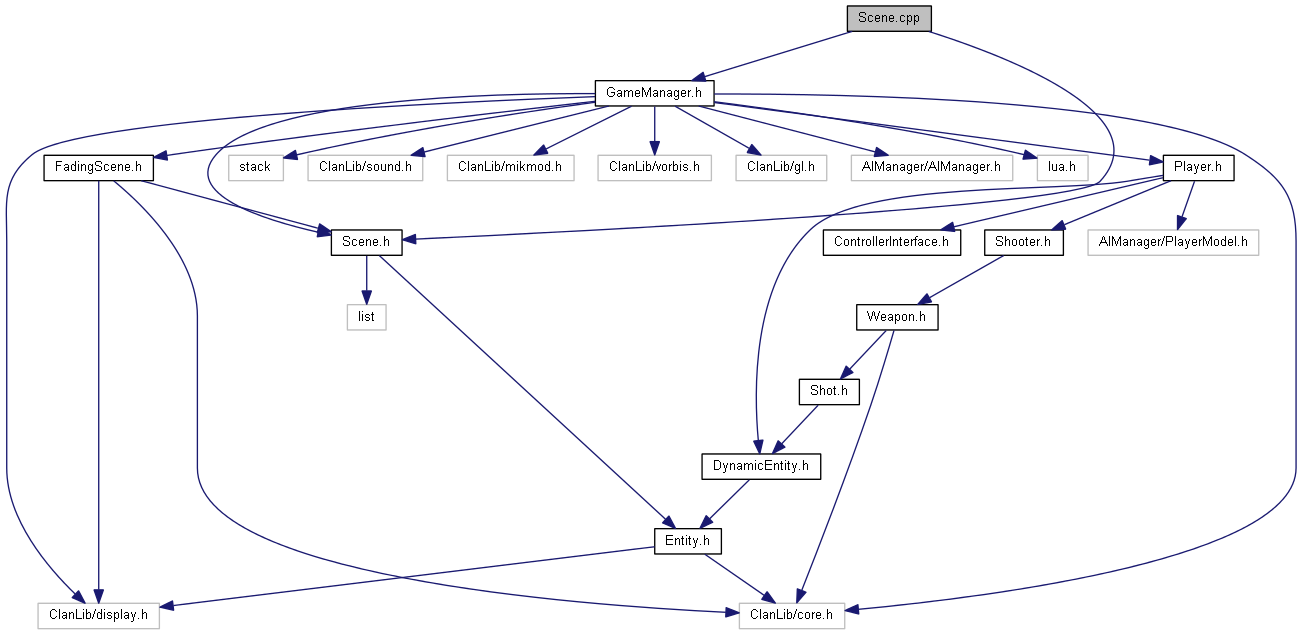 Scene.cpp
GameManager.h
FadingScene.h
stack
ClanLib/sound.h
ClanLib/mikmod.h
ClanLib/vorbis.h
ClanLib/gl.h
AIManager/AIManager.h
lua.h
Player.h
Scene.h
ControllerInterface.h
Shooter.h
AIManager/PlayerModel.h
list
Weapon.h
Shot.h
DynamicEntity.h
Entity.h
ClanLib/display.h
ClanLib/core.h